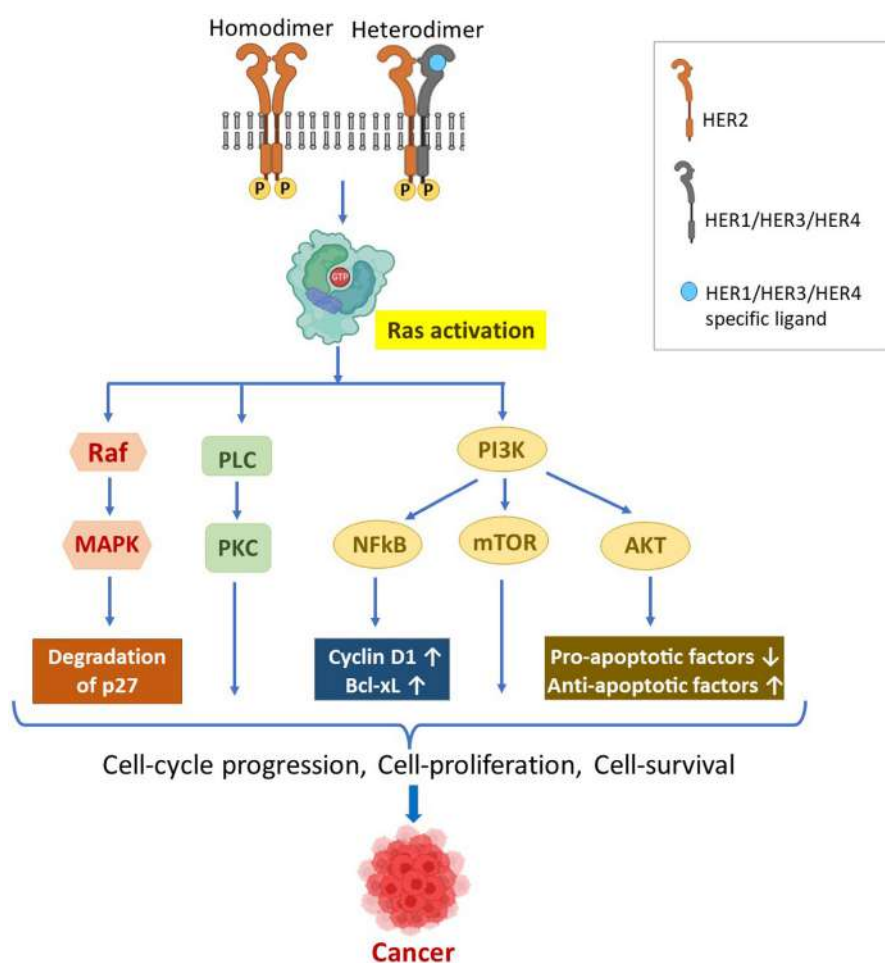 Homodimer Heterodimer
P P P P
HER2
HER1/HER3/HER4
HER1/HER3/HER4
specific ligand
GTP
Ras activation
Raf PLC PI3K
MAPK PKC NFkB mTOR AKT
Degradation
of p27
Cyclin D1 ↑
Bcl-xL ↑
Pro-apoptotic factors ↓
Anti-apoptotic factors ↑
Cell-cycle progression, Cell-proliferation, Cell-survival
Cancer